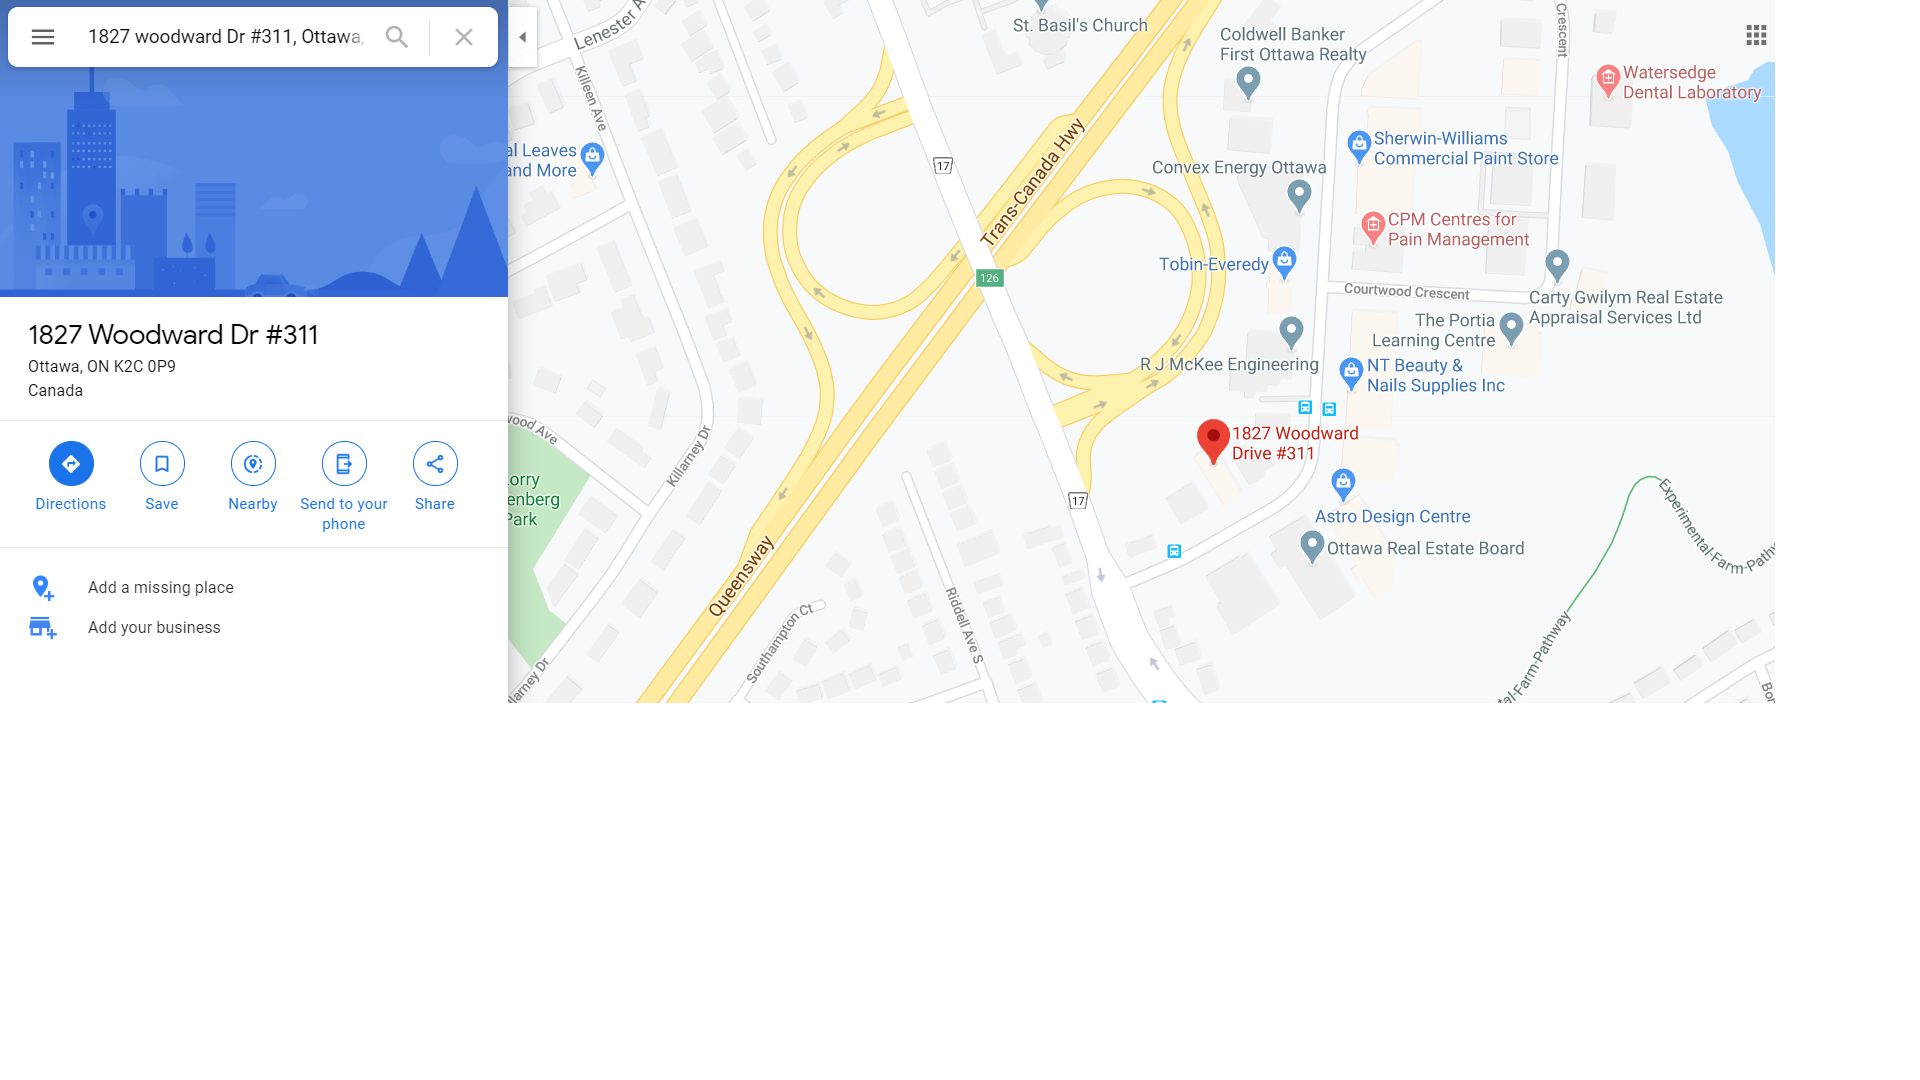 1827 woodward Dr #311, Ottawa,
1827 Woodward Dr #311
Ottawa, ON K2C 0P9
Canada
Directions
Save
Nearby
Send to your
phone
Share
Add a missing place
Add your business
St. Basil's Church
Lenester A
Killeen Ave
al Leaves
and More
17
Trans-Canada Hwy
126
Coldwell Banker
First Ottawa Realty
Crescent
Watersedge
Dental Laboratory
Sherwin-Williams
Commercial Paint Store
Convex Energy Ottawa
CPM Centres for
Pain Management
Tobin-Everedy
Courtwood Crescent
Carty Gwilym Real Estate
Appraisal Services Ltd
The Portia
Learning Centre
R J McKee Engineering
NT Beauty &
Nails Supplies Inc
1827 Woodward
Drive #311
wood Ave
Killarney Dr
orry
enberg
Park
17
Astro Design Centre
Ottawa Real Estate Board
Experimental-Farm-Pathw
Queensway
Southampton Ct
Riddell Ave S
larney Dr
tal-Farm-Pathway
Bor